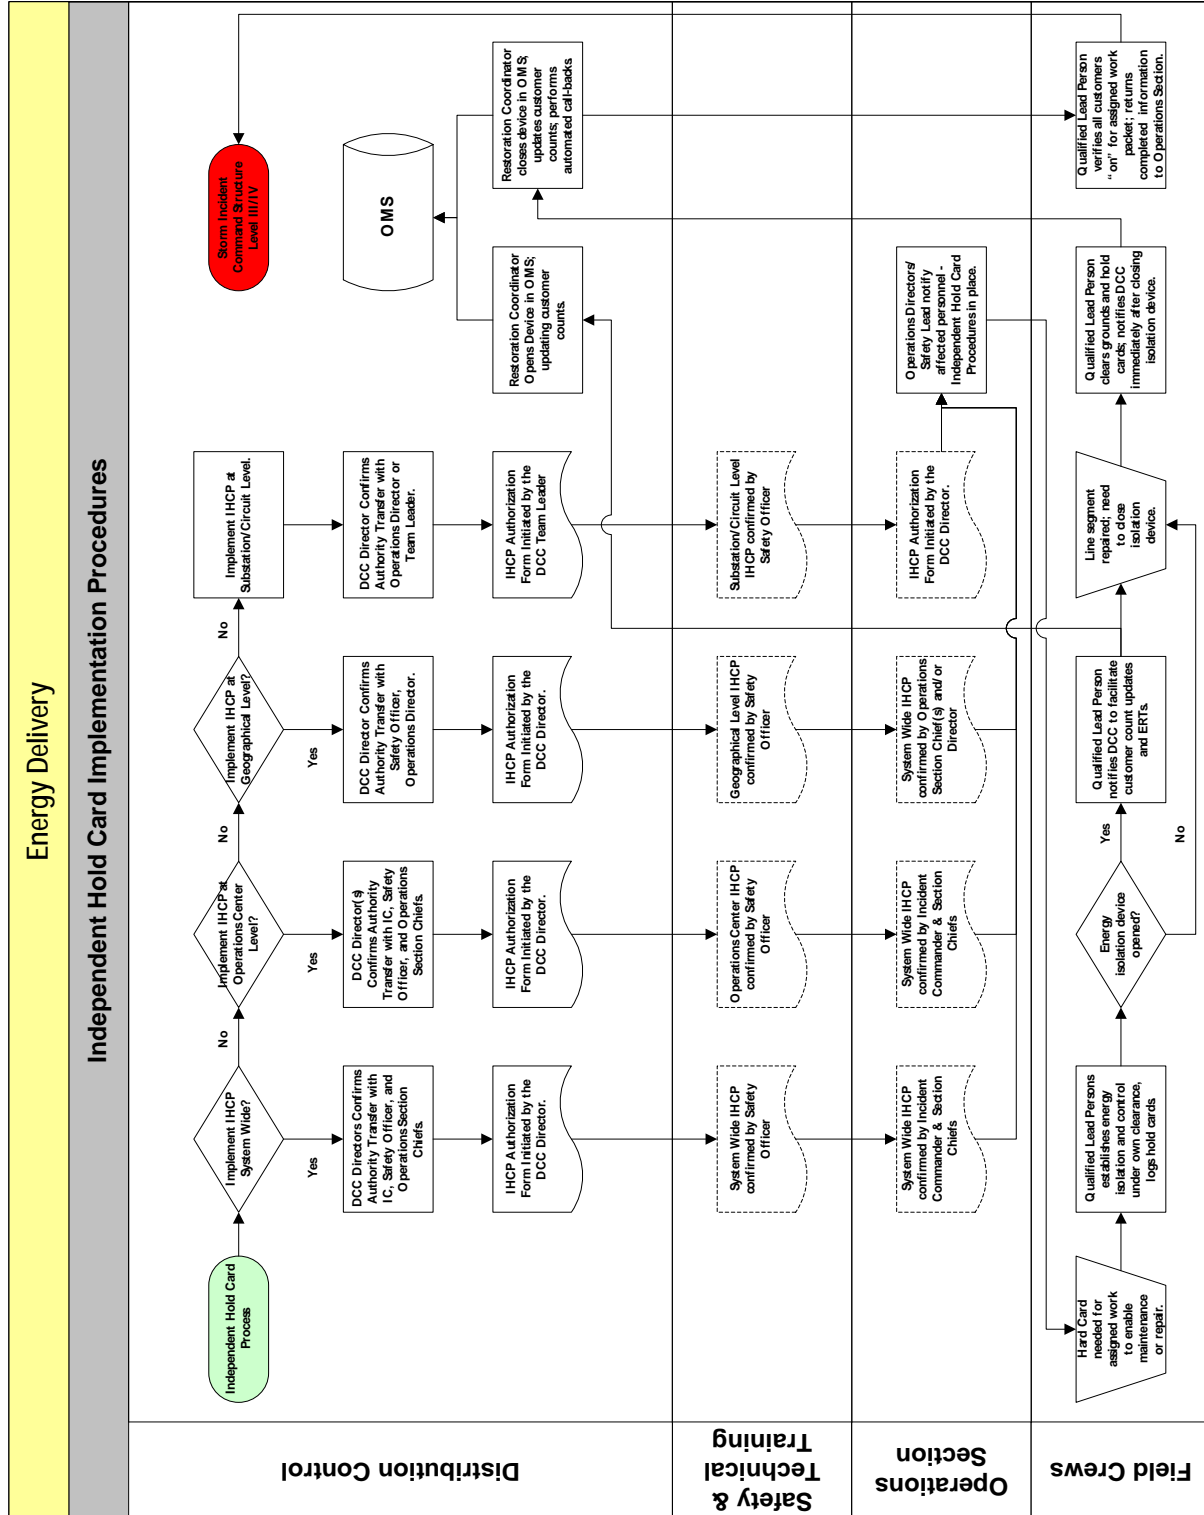 Energy Delivery
Independent Hold Card Implementation Procedures
Distribution Control
Independent Hold Card
Process
Implement IHCP
System Wide?
No
Yes
Implement IHCP at
Operations Center
Level?
No
Yes
Implement IHCP at
Geographical Level?
No
Yes
Implement IHCP at
Substation/Circuit Level.
Storm Incident
Command Structure
Level III/IV
DCC Directors Confirms
Authority Transfer with
IC, Safety Officer, and
Operations Section
Chiefs.
DCC Director(s)
Confirms Authority
Transfer with IC, Safety
Officer, and Operations
Section Chiefs.
DCC Director Confirms
Authority Transfer with
Safety Officer,
Operations Director.
DCC Director Confirms
Authority Transfer with
Operations Director or
Team Leader.
OMS
IHCP Authorization
Form Initiated by the
DCC Director.
IHCP Authorization
Form Initiated by the
DCC Director.
IHCP Authorization
Form Initiated by the
DCC Director.
IHCP Authorization
Form Initiated by the
DCC Team Leader
Restoration Coordinator
Opens Device in OMS;
updating customer
counts.
Restoration Coordinator
closes device in OMS;
updates customer
counts; performs
automated call-backs
Safety &
Technical
Training
System Wide IHCP
confirmed by Safety
Officer
Operations Center IHCP
confirmed by Safety
Officer
Geographical Level IHCP
confirmed by Safety
Officer
Substation/Circuit Level
IHCP confirmed by
Safety Officer
Operations
Section
System Wide IHCP
confirmed by Incident
Commander & Section
Chiefs
System Wide IHCP
confirmed by Incident
Commander & Section
Chiefs
System Wide IHCP
confirmed by Operations
Section Chief(s) and/or
Director
IHCP Authorization
Form Initiated by the
DCC Director.
Operations Directors/
Safety Lead notify
affected personnel -
Independent Hold Card
Procedures in place.
Field Crews
Hard Card
needed for
assigned work
to enable
maintenance
or repair.
Qualified Lead Persons
establishes energy
isolation and control
under own clearance,
logs hold cards
Energy
isolation device
opened?
Yes
No
Qualified Lead Person
notifies DCC to facilitate
customer count updates
and ERTs.
Line segment
repaired; need
to close
isolation
device.
Qualified Lead Person
clears grounds and hold
cards; notifies DCC
immediately after closing
isolation device.
Qualified Lead Person
verifies all customers
"on" for assigned work
packet; returns
completed information
to Operations Section.